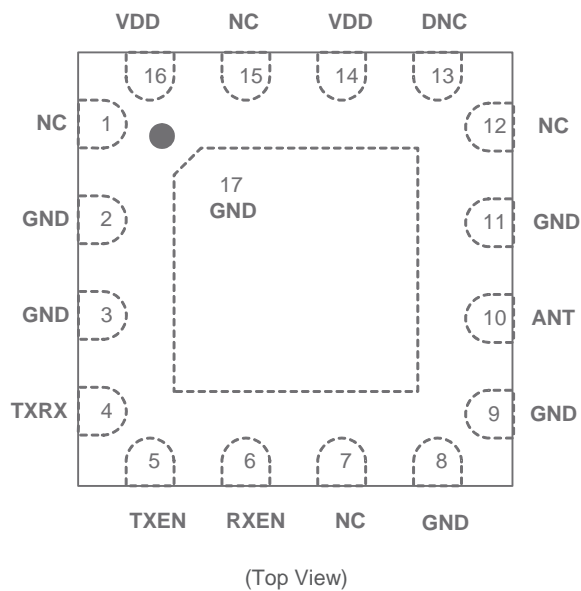 VDD NC VDD DNC
16 15 14 13
NC 1 12 NC
17
GND
GND 2 11 GND
GND 3 10 ANT
TXRX 4 9 GND
5 6 7 8
TXEN RXEN NC GND
(Top View)